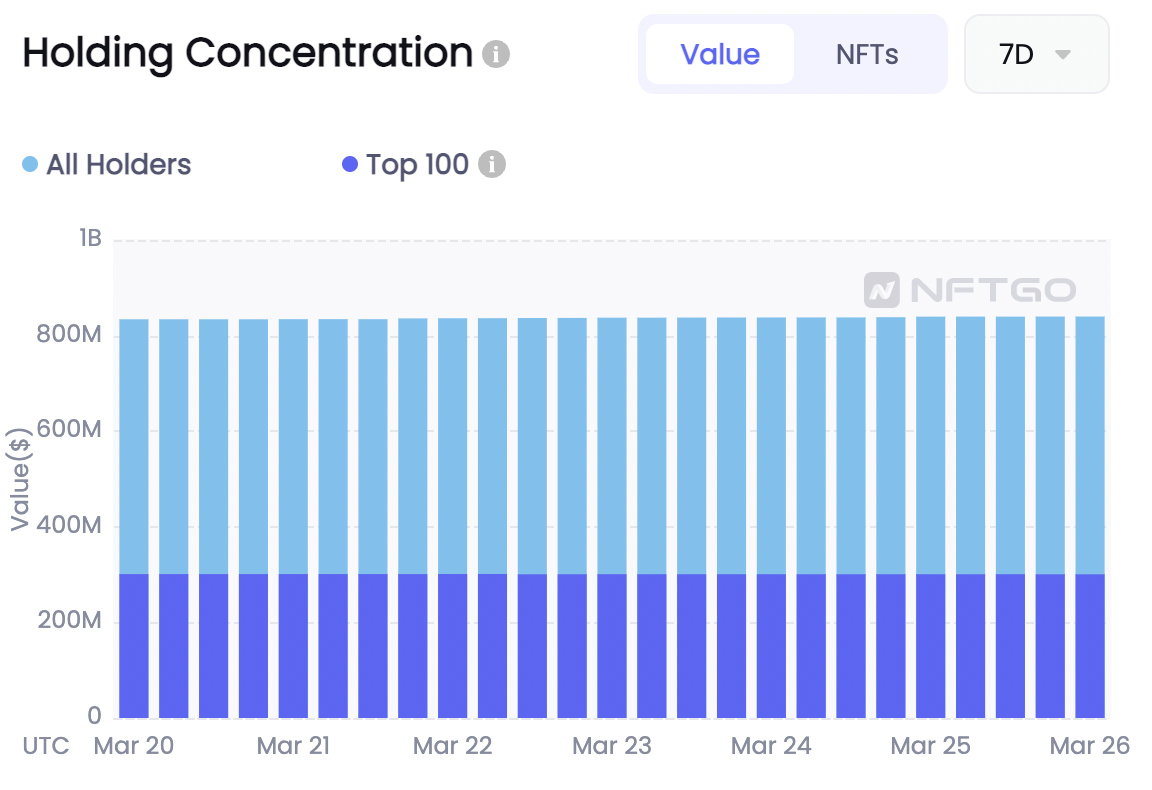 Holding Concentration i Value NFTs 7D
All Holders Top 100 i
1B
NFTGO
800M
600M
Value($)
400M
200M
0
UTC Mar 20 Mar 21 Mar 22 Mar 23 Mar 24 Mar 25 Mar 26